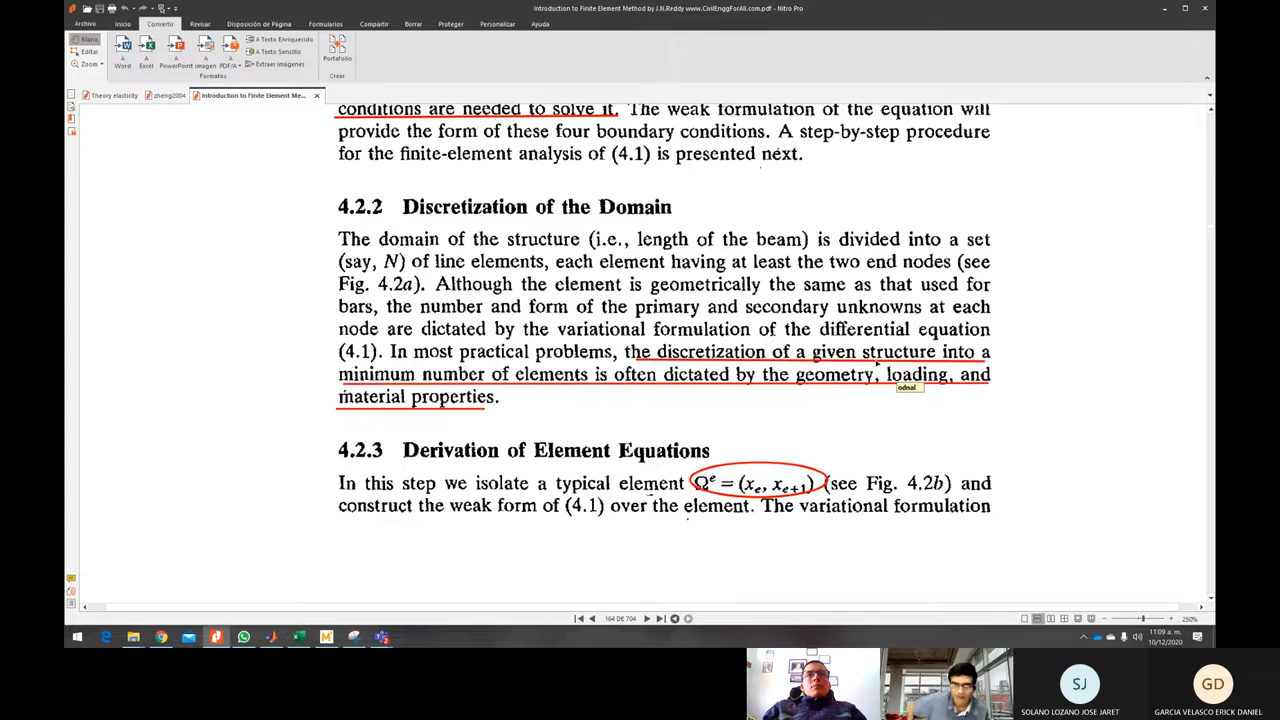 Introduction to Finite Element Method by J.N.Reddy www.CivilEnggForAll.com.pdf - Nitro Pro
Archivo Inicio Convertir Revisar Disposición de Página Formularios Compartir Borrar Proteger Personalizar Ayuda
Mano
Editar
Zoom
A Word
A Excel
A PowerPoint
A imagen
A PDF/A
A Texto Enriquecido
A Texto Sencillo
Extraer imágenes
Formatos
Portafolio
Crear
Theory elasticity
zheng2004
Introduction to Finite Element Me...
conditions are needed to solve it. The weak formulation of the equation will
provide the form of these four boundary conditions. A step-by-step procedure
for the finite-element analysis of (4.1) is presented next.
4.2.2 Discretization of the Domain
The domain of the structure (i.e., length of the beam) is divided into a set
(say, N) of line elements, each element having at least the two end nodes (see
Fig. 4.2a). Although the element is geometrically the same as that used for
bars, the number and form of the primary and secondary unknowns at each
node are dictated by the variational formulation of the differential equation
(4.1). In most practical problems, the discretization of a given structure into a
minimum number of elements is often dictated by the geometry, loading, and
odnal
material properties.
4.2.3 Derivation of Element Equations
In this step we isolate a typical element Ωᵉ = (xₑ, xₑ₊₁) (see Fig. 4.2b) and
construct the weak form of (4.1) over the element. The variational formulation
164 DE 704
250%
11:09 a. m.
10/12/2020
SJ
SOLANO LOZANO JOSE JARET
GD
GARCIA VELASCO ERICK DANIEL